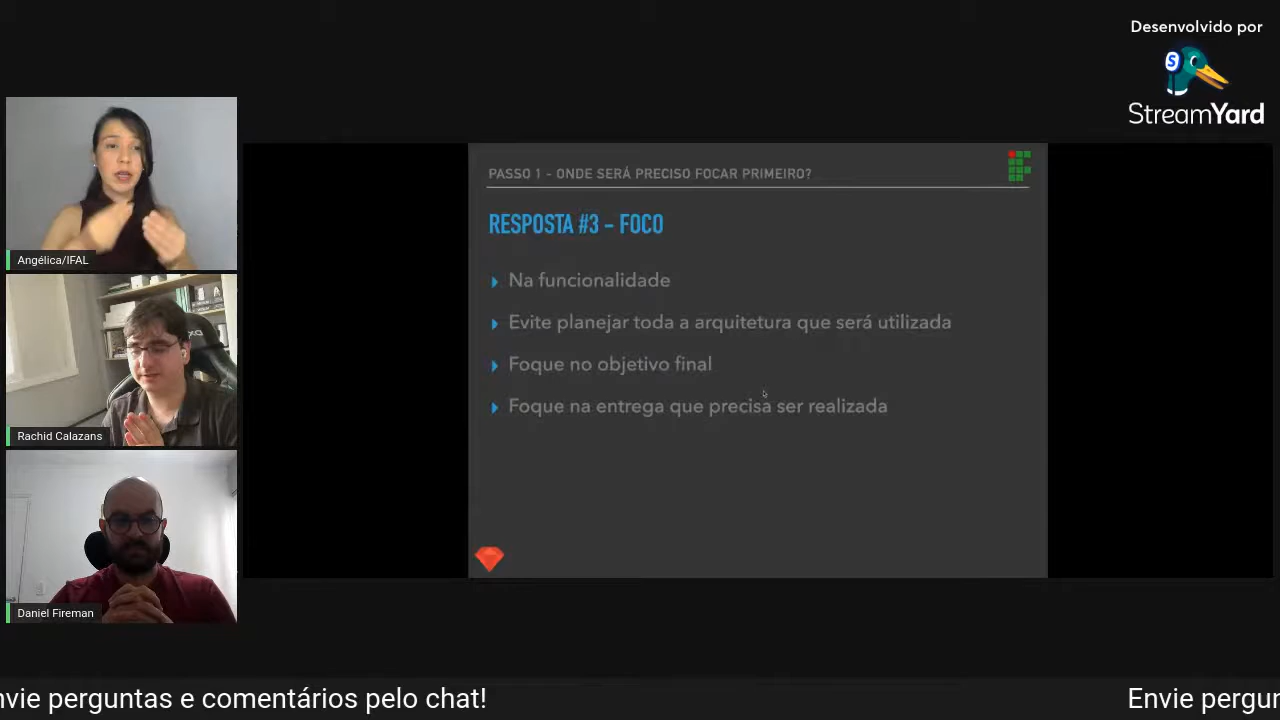 Desenvolvido por
StreamYard
Angélica/IFAL
Rachid Calazans
Daniel Fireman
PASSO 1 - ONDE SERÁ PRECISO FOCAR PRIMEIRO?
RESPOSTA #3 - FOCO
Na funcionalidade
Evite planejar toda a arquitetura que será utilizada
Foque no objetivo final
Foque na entrega que precisa ser realizada
nvie perguntas e comentários pelo chat!
Envie pergun